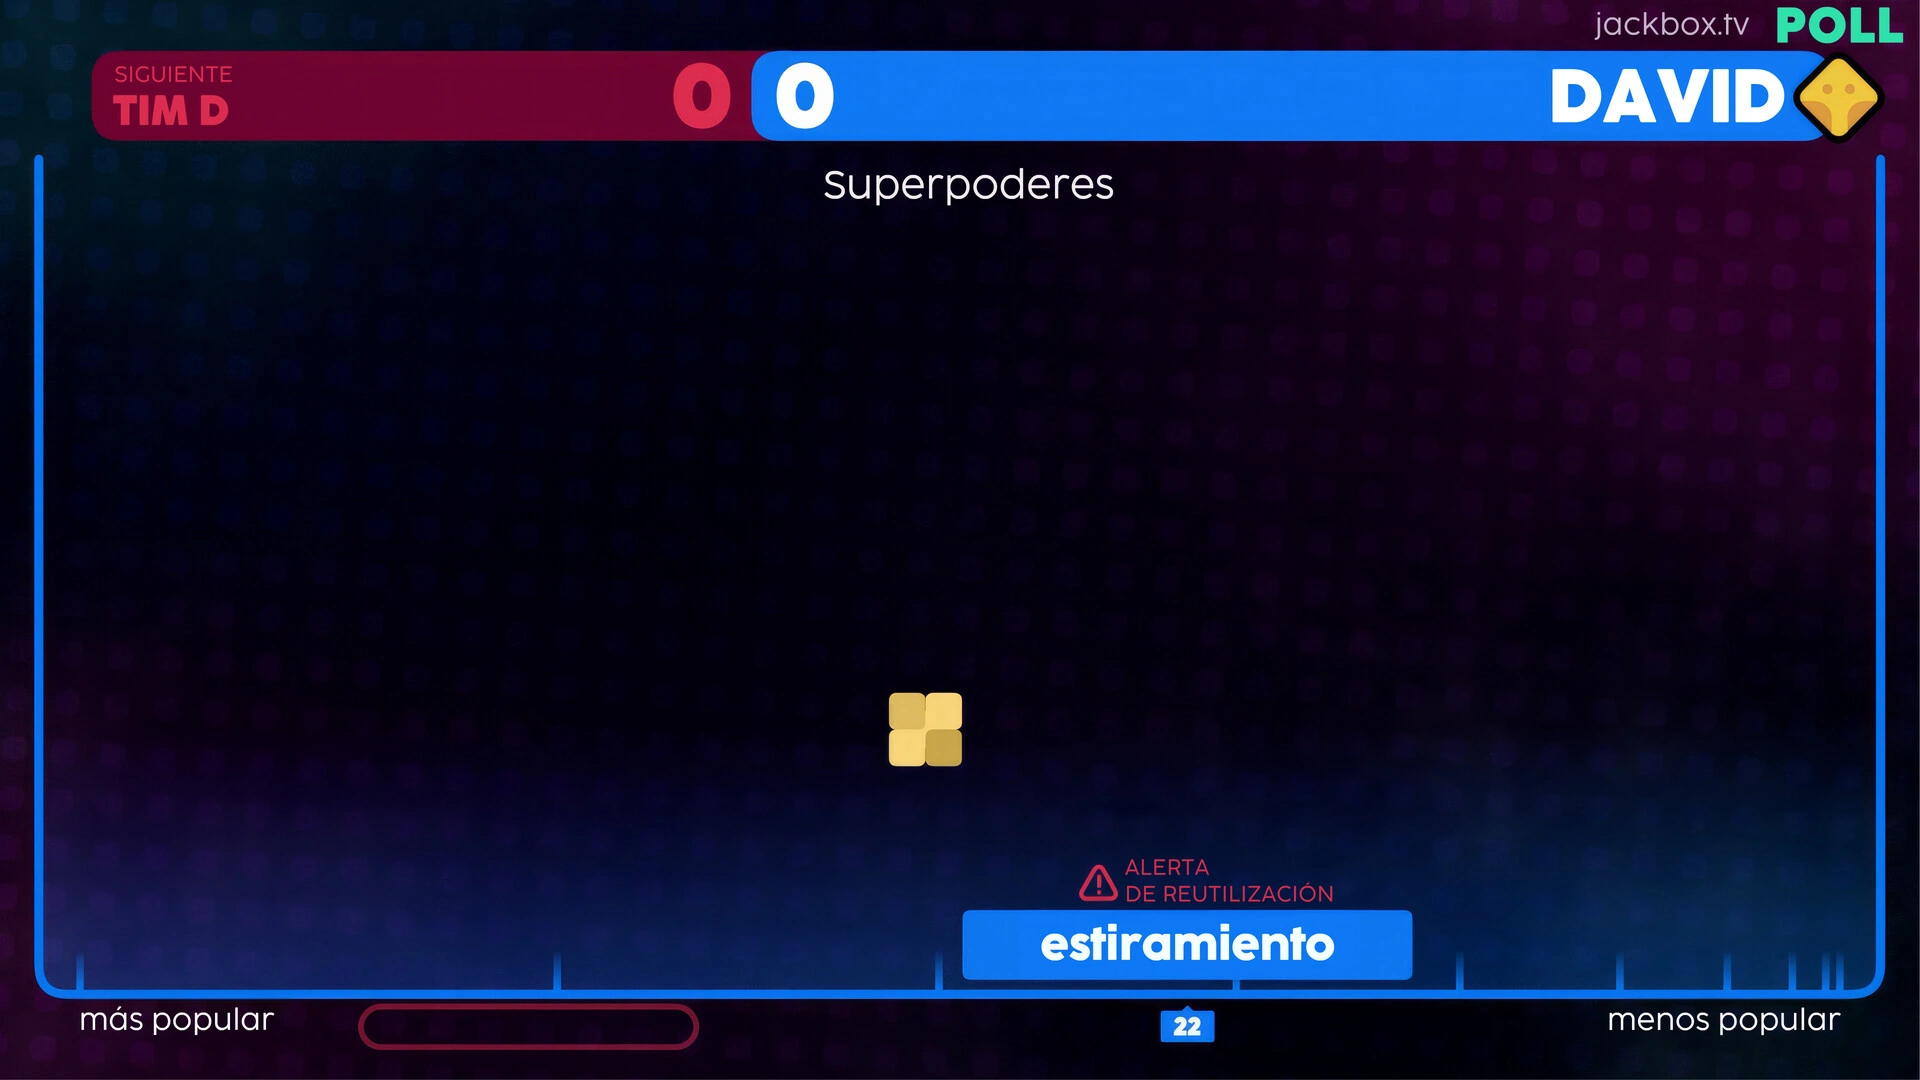 jackbox.tv POLL
SIGUIENTE
TIM D
0
0
DAVID
Superpoderes
ALERTA
DE REUTILIZACIÓN
estiramiento
más popular
22
menos popular